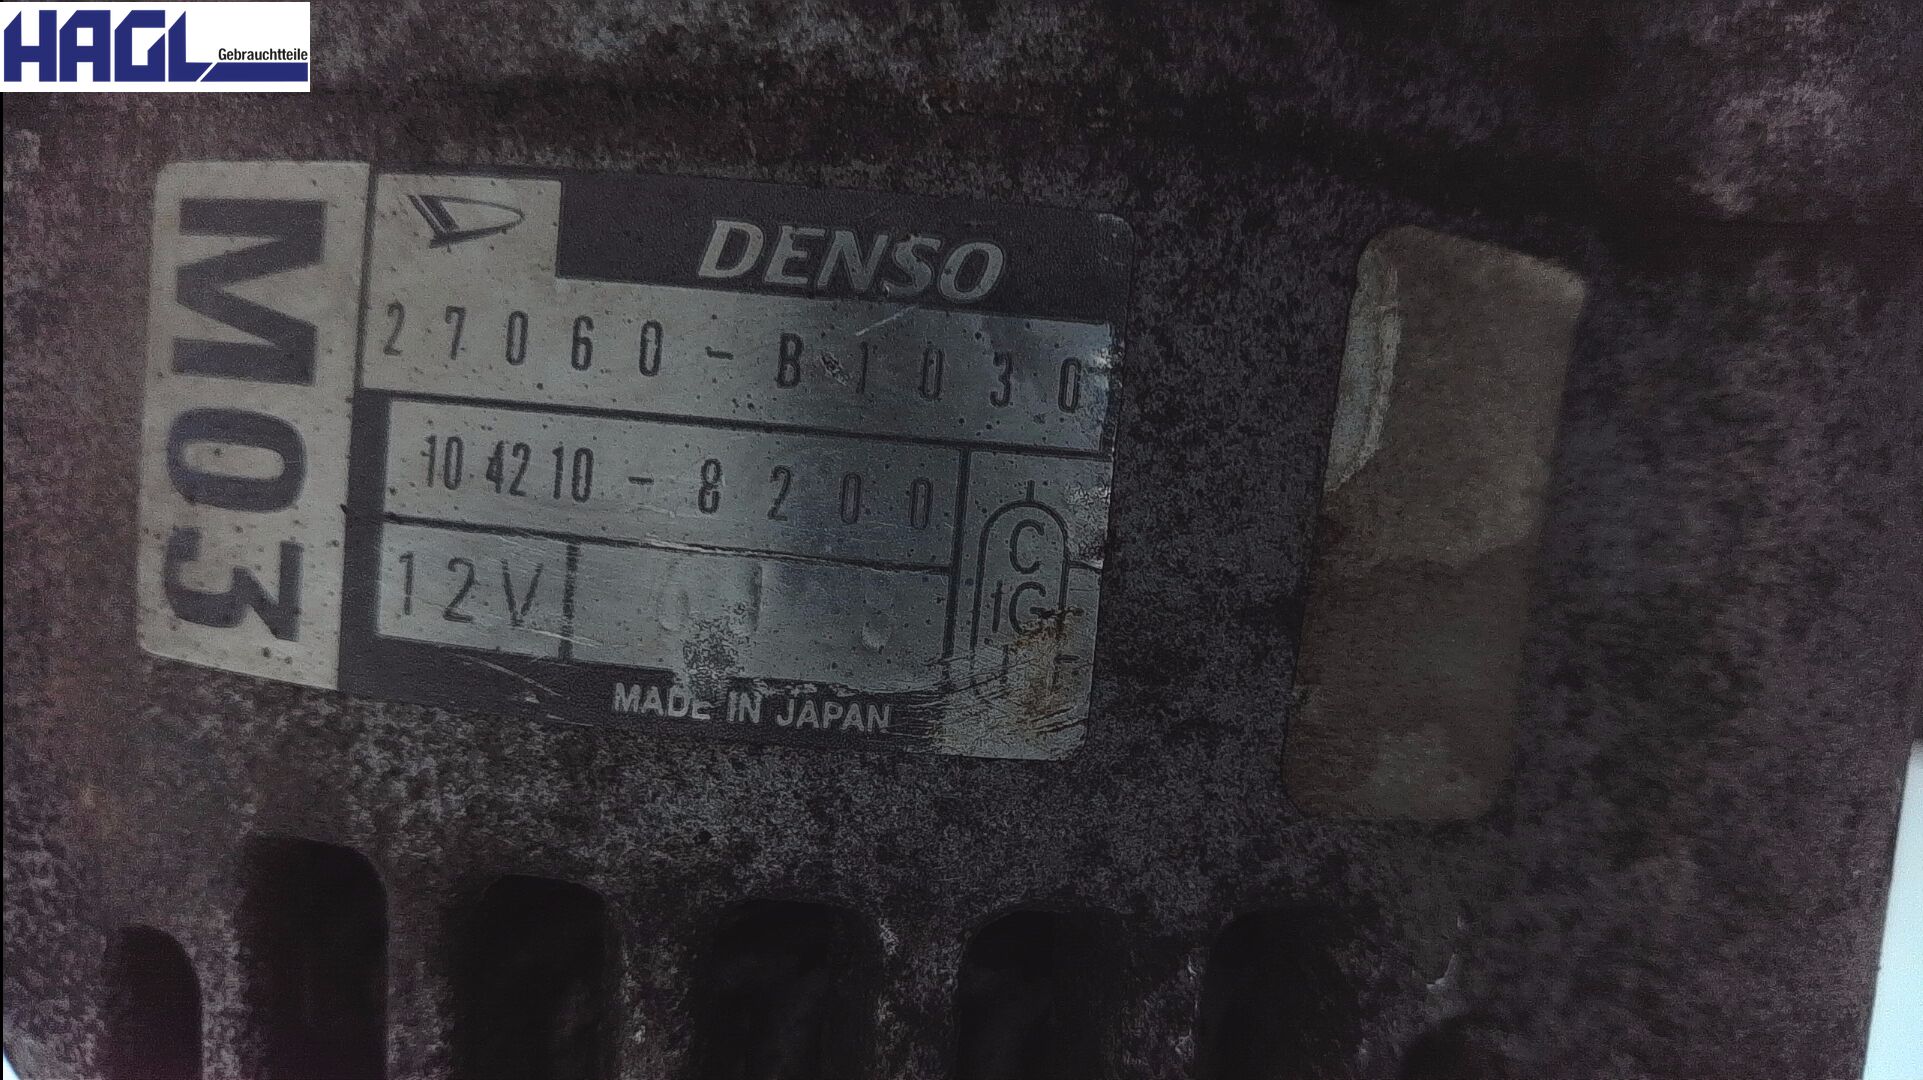 HAGL
Gebrauchtteile
M03
DENSO
27060-B1030
104210-8200
12V
C
IG
MADE IN JAPAN